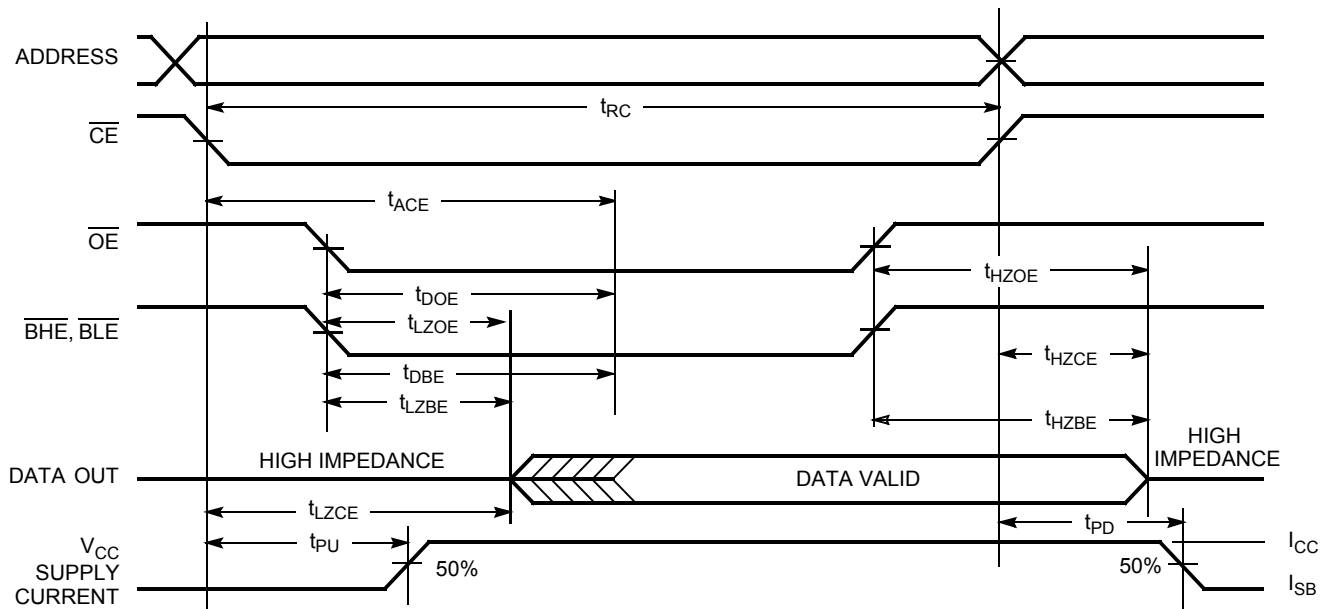 ADDRESS
tRC
CE
tACE
OE
tHZOE
tDOE
tLZOE
BHE, BLE
tHZCE
tDBE
tLZBE
tHZBE
HIGH
IMPEDANCE
HIGH IMPEDANCE
DATA OUT
DATA VALID
tLZCE
tPD
tPU
VCC
SUPPLY
CURRENT
50%
50%
ICC
ISB